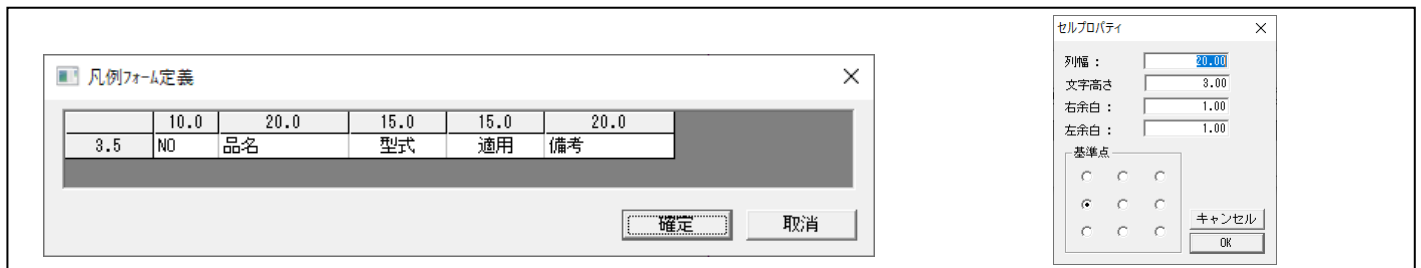 凡例フォーム定義
10.0 20.0 15.0 15.0 20.0
3.5 NO 品名 型式 適用 備考
確定 取消
セルプロパティ
列幅： 20.00
文字高さ 3.00
右余白： 1.00
左余白： 1.00
基準点
キャンセル
OK